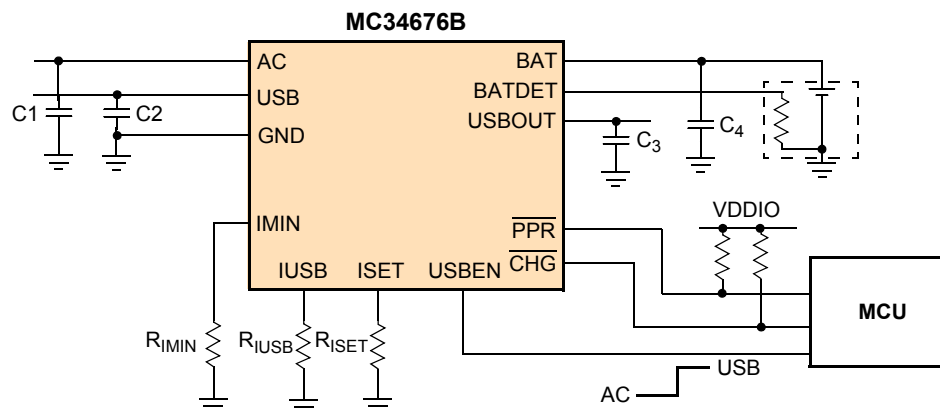 MC34676B
AC
BAT
USB
BATDET
C1
C2
USBOUT
GND
C3
C4
VDDIO
IMIN
PPR
CHG
IUSB
ISET
USBEN
MCU
RIMIN
RIUSB
RISET
USB
AC